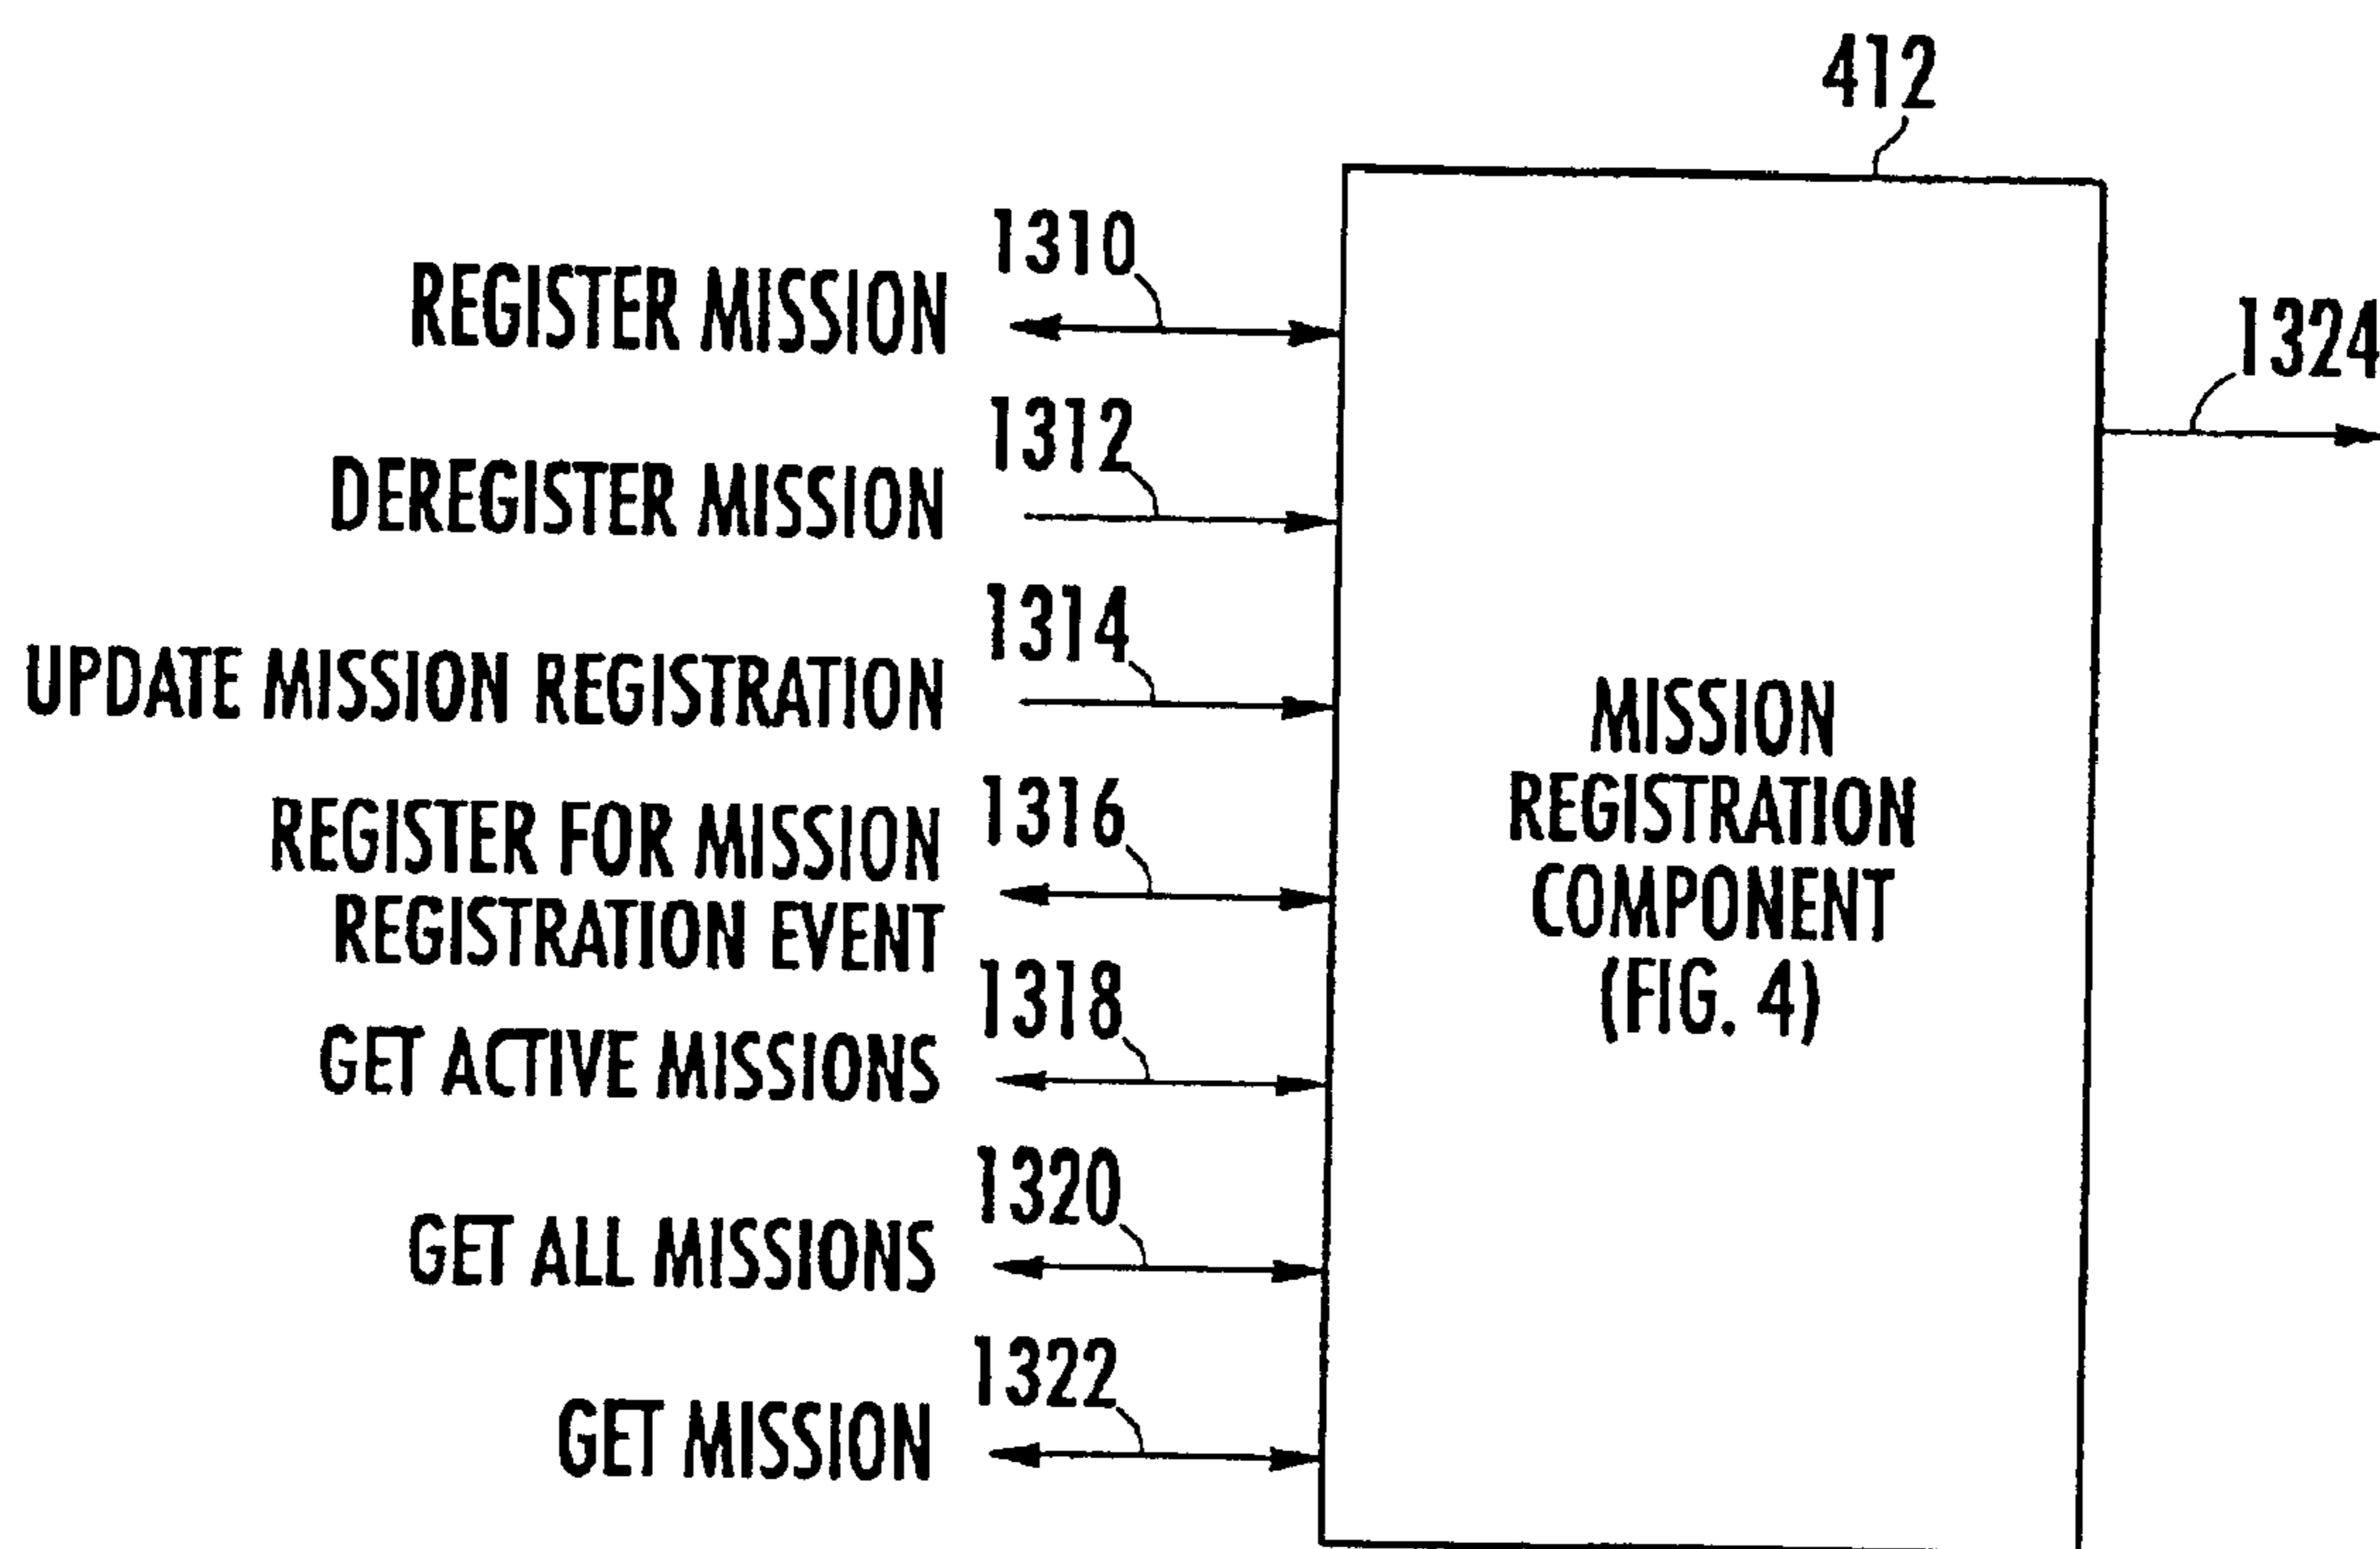 412
1310
REGISTER MISSION
1324
1312
DEREGISTER MISSION
1314
UPDATE MISSION REGISTRATION
MISSION
REGISTRATION
COMPONENT
(FIG. 4)
1316
REGISTER FOR MISSION
REGISTRATION EVENT
1318
GET ACTIVE MISSIONS
1320
GET ALL MISSIONS
1322
GET MISSION